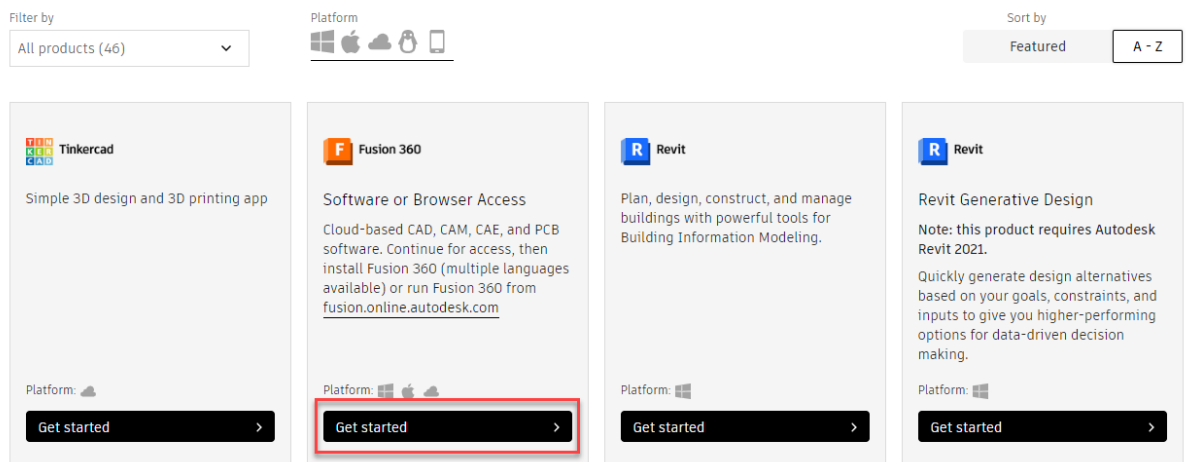 Filter by
All products (46)
Platform
Sort by
Featured
A - Z
TIN
KER
CAD
Tinkercad
Simple 3D design and 3D printing app
Platform:
Get started
F
Fusion 360
Software or Browser Access
Cloud-based CAD, CAM, CAE, and PCB
software. Continue for access, then
install Fusion 360 (multiple languages
available) or run Fusion 360 from
fusion.online.autodesk.com
Platform:
Get started
R
Revit
Plan, design, construct, and manage
buildings with powerful tools for
Building Information Modeling.
Platform:
Get started
R
Revit
Revit Generative Design
Note: this product requires Autodesk
Revit 2021.
Quickly generate design alternatives
based on your goals, constraints, and
inputs to give you higher-performing
options for data-driven decision
making.
Platform:
Get started